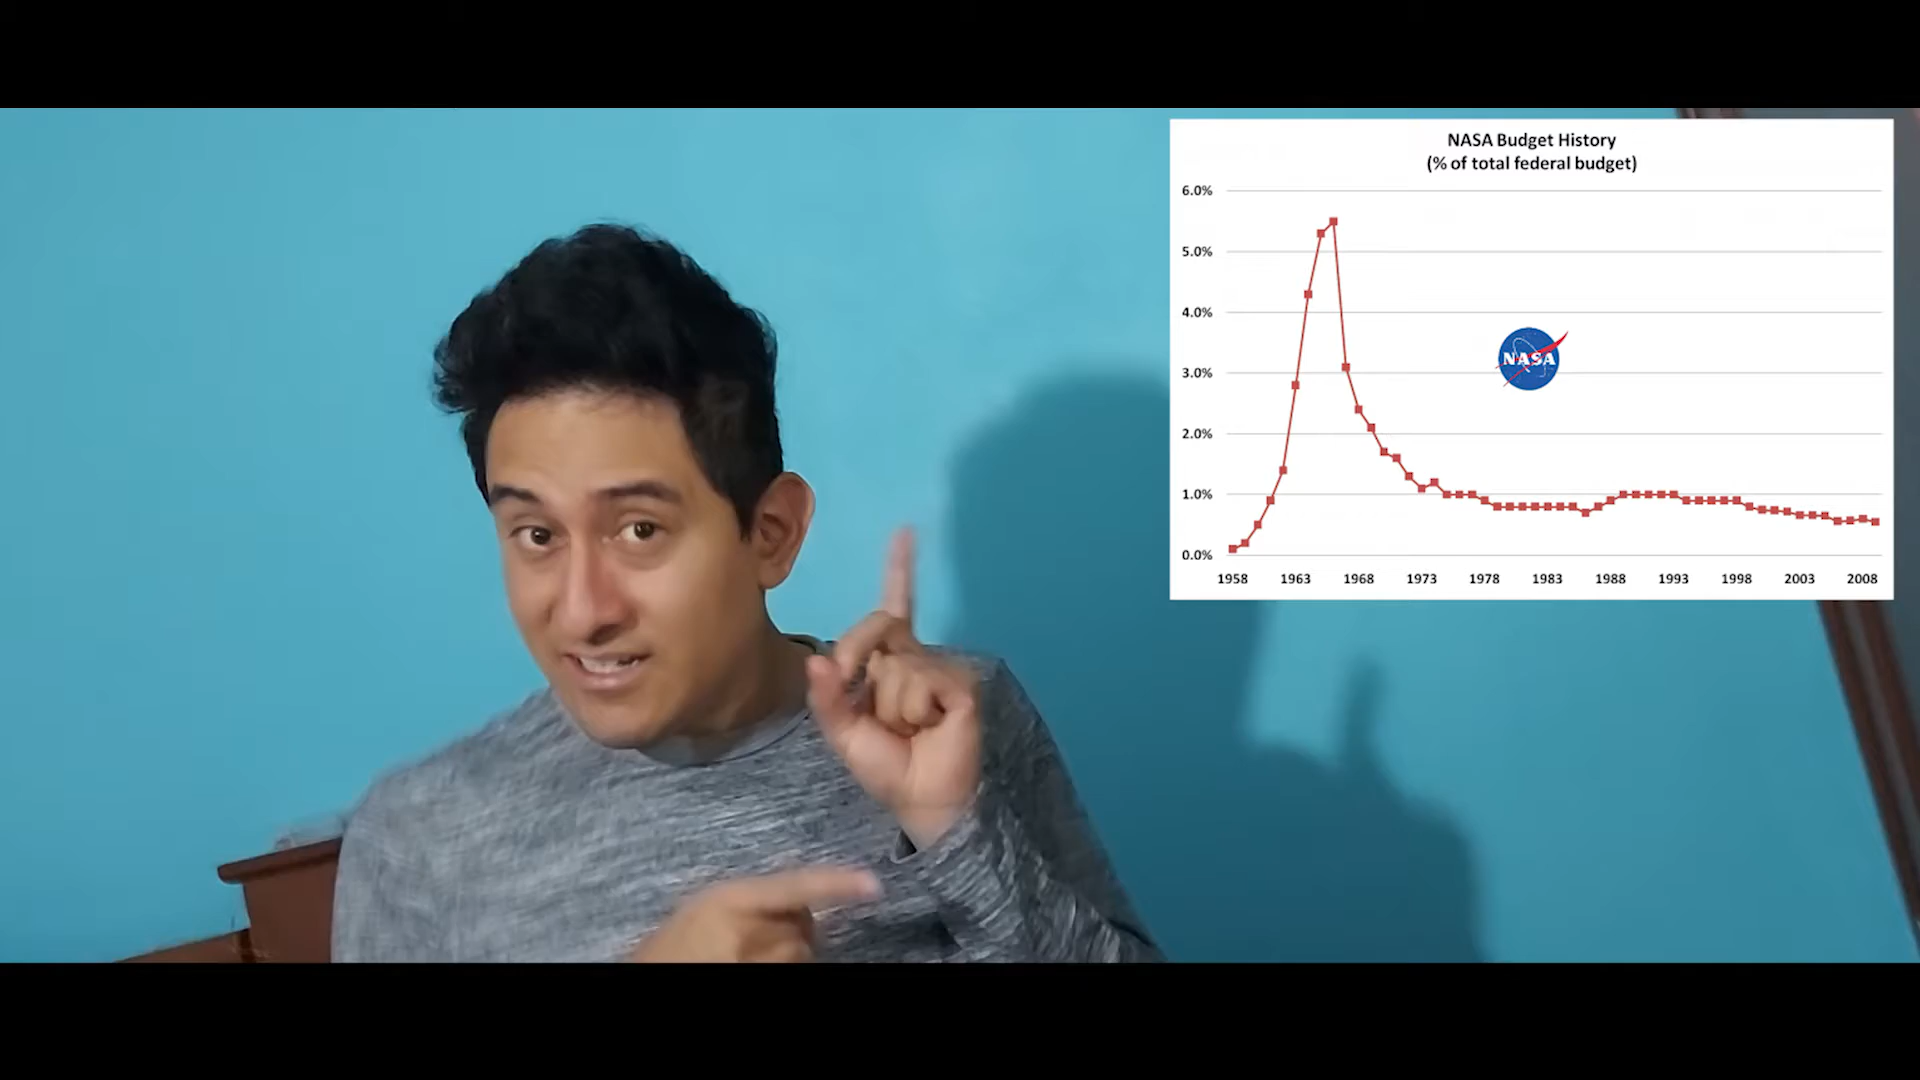 NASA Budget History
(% of total federal budget)
6.0%
5.0%
4.0%
3.0%
2.0%
1.0%
0.0%
NASA
1958 1963 1968 1973 1978 1983 1988 1993 1998 2003 2008